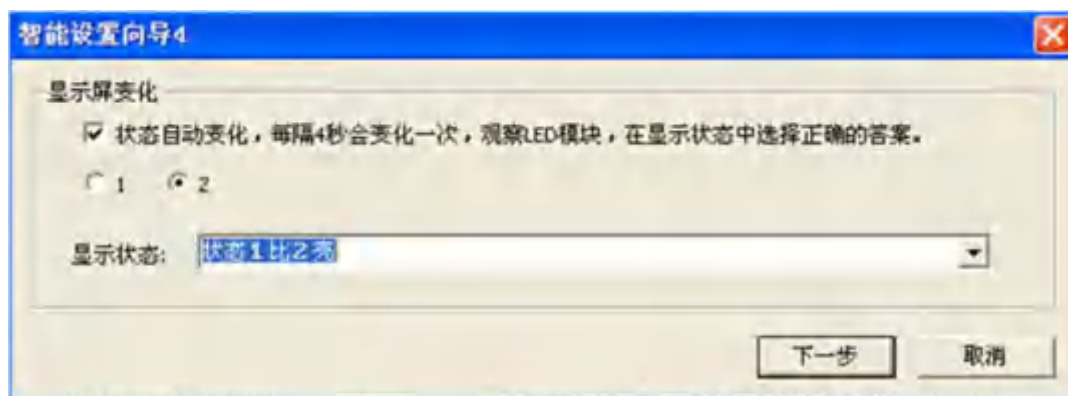 智能设置向导4
显示屏变化
状态自动变化，每隔4秒会变化一次，观察LED模块，在显示状态中选择正确的答案。
1 2
显示状态: 状态1比2亮
下一步 取消